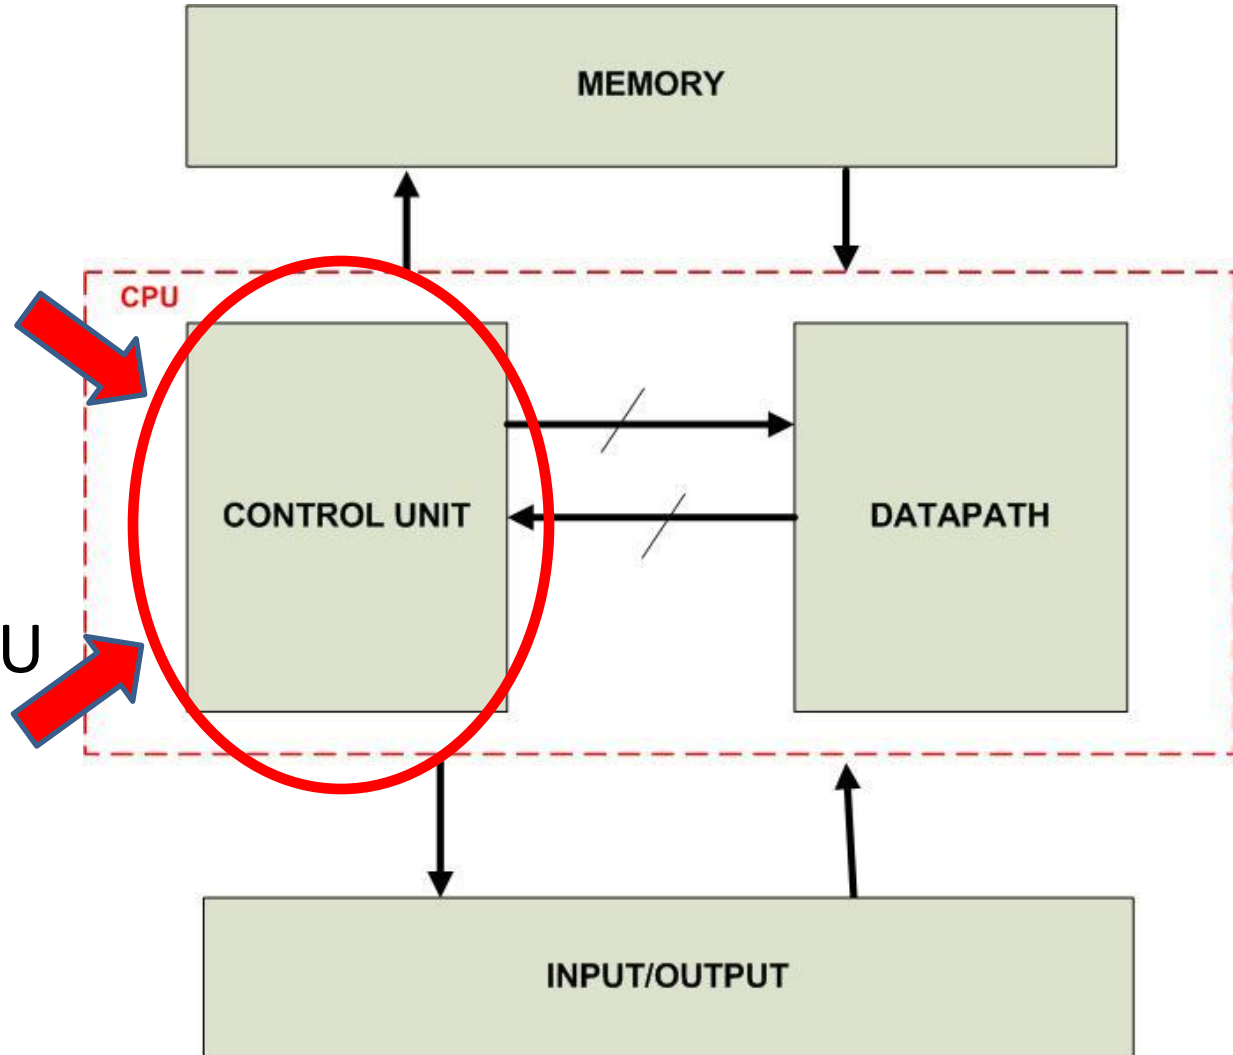 MEMORY
CPU
CONTROL UNIT
DATAPATH
U
INPUT/OUTPUT